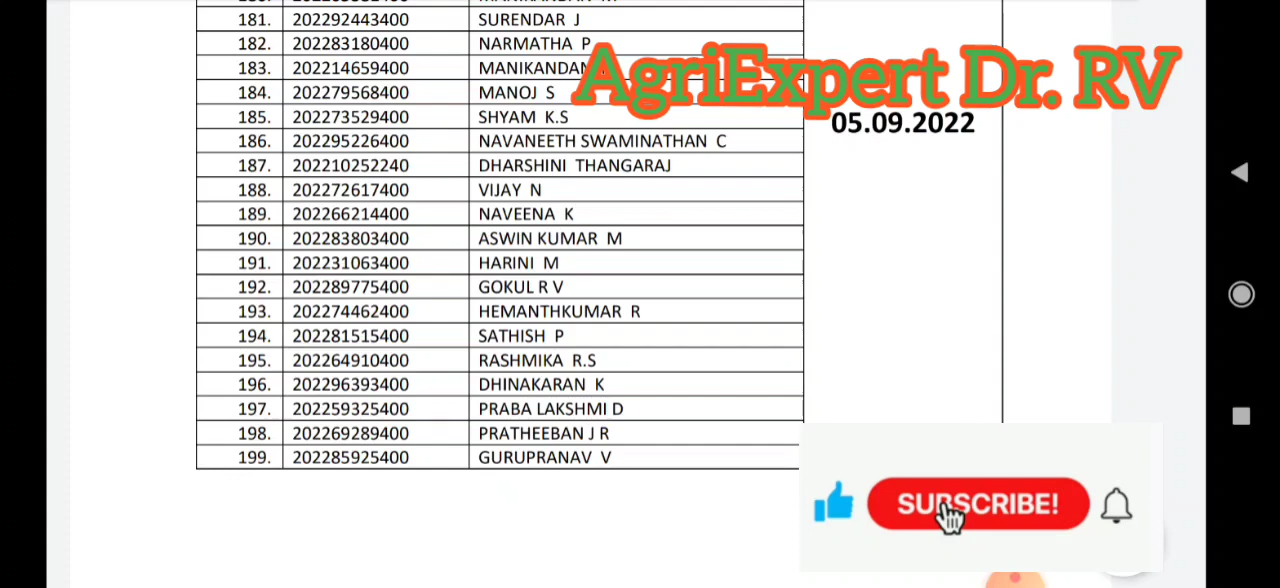 181. 202292443400 SURENDAR J
182. 202283180400 NARMATHA P
183. 202214659400 MANIKANDAN
184. 202279568400 MANOJ S
185. 202273529400 SHYAM K.S
186. 202295226400 NAVANEETH SWAMINATHAN C
187. 202210252240 DHARSHINI THANGARAJ
188. 202272617400 VIJAY N
189. 202266214400 NAVEENA K
190. 202283803400 ASWIN KUMAR M
191. 202231063400 HARINI M
192. 202289775400 GOKUL R V
193. 202274462400 HEMANTHKUMAR R
194. 202281515400 SATHISH P
195. 202264910400 RASHMIKA R.S
196. 202296393400 DHINAKARAN K
197. 202259325400 PRABA LAKSHMI D
198. 202269289400 PRATHEEBAN J R
199. 202285925400 GURUPRANAV V
AgriExpert Dr. RV
05.09.2022
SUBSCRIBE!